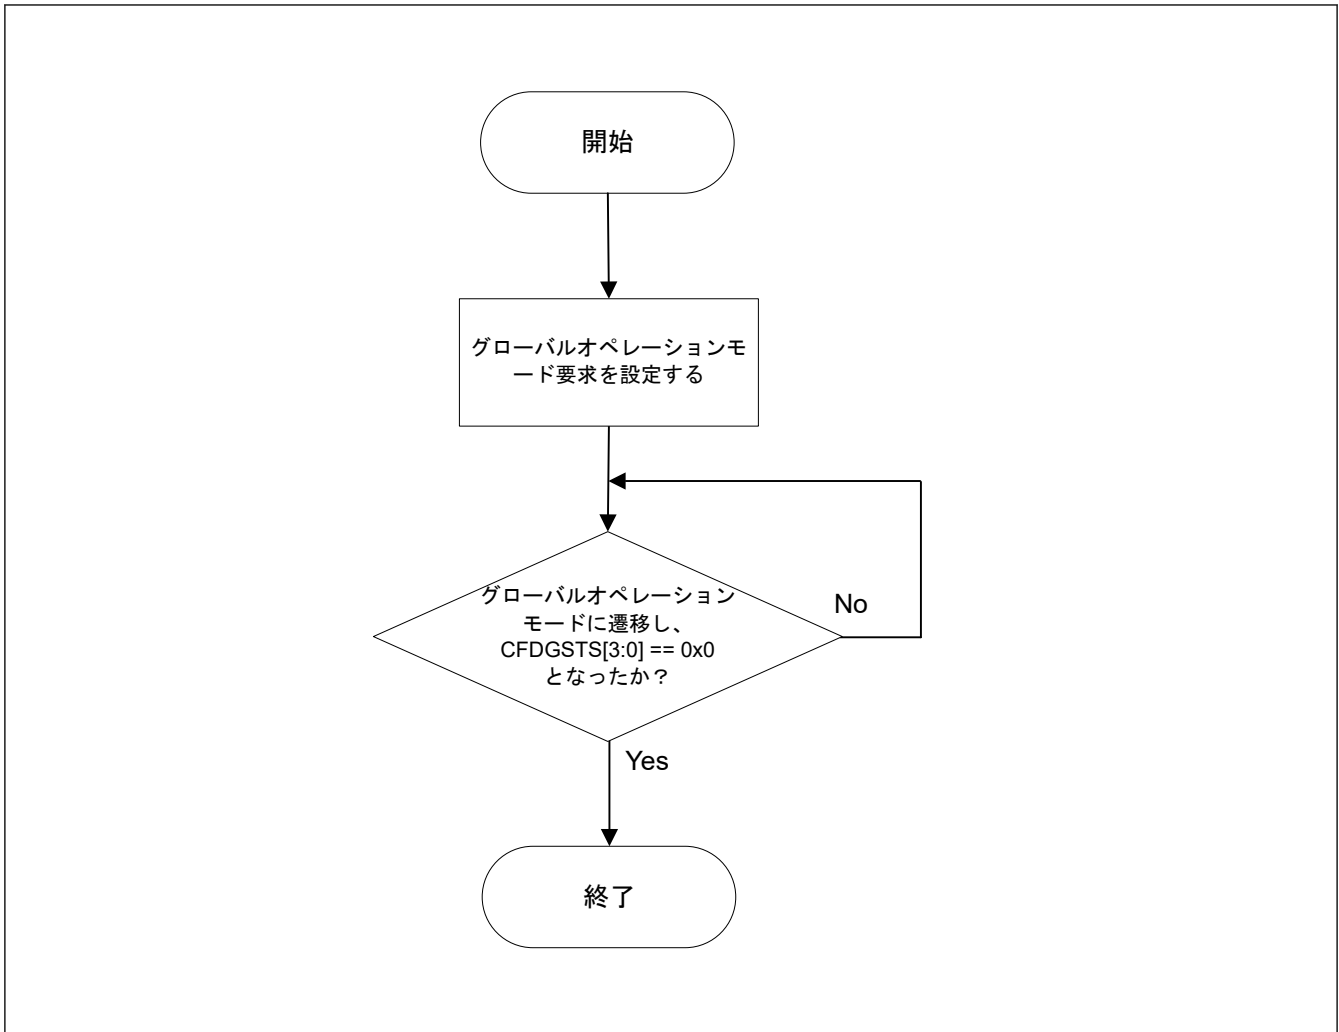 開始
グローバルオペレーションモ
ード要求を設定する
グローバルオペレーション
モードに遷移し、
CFDGSTS[3:0] == 0x0
となったか？
No
Yes
終了